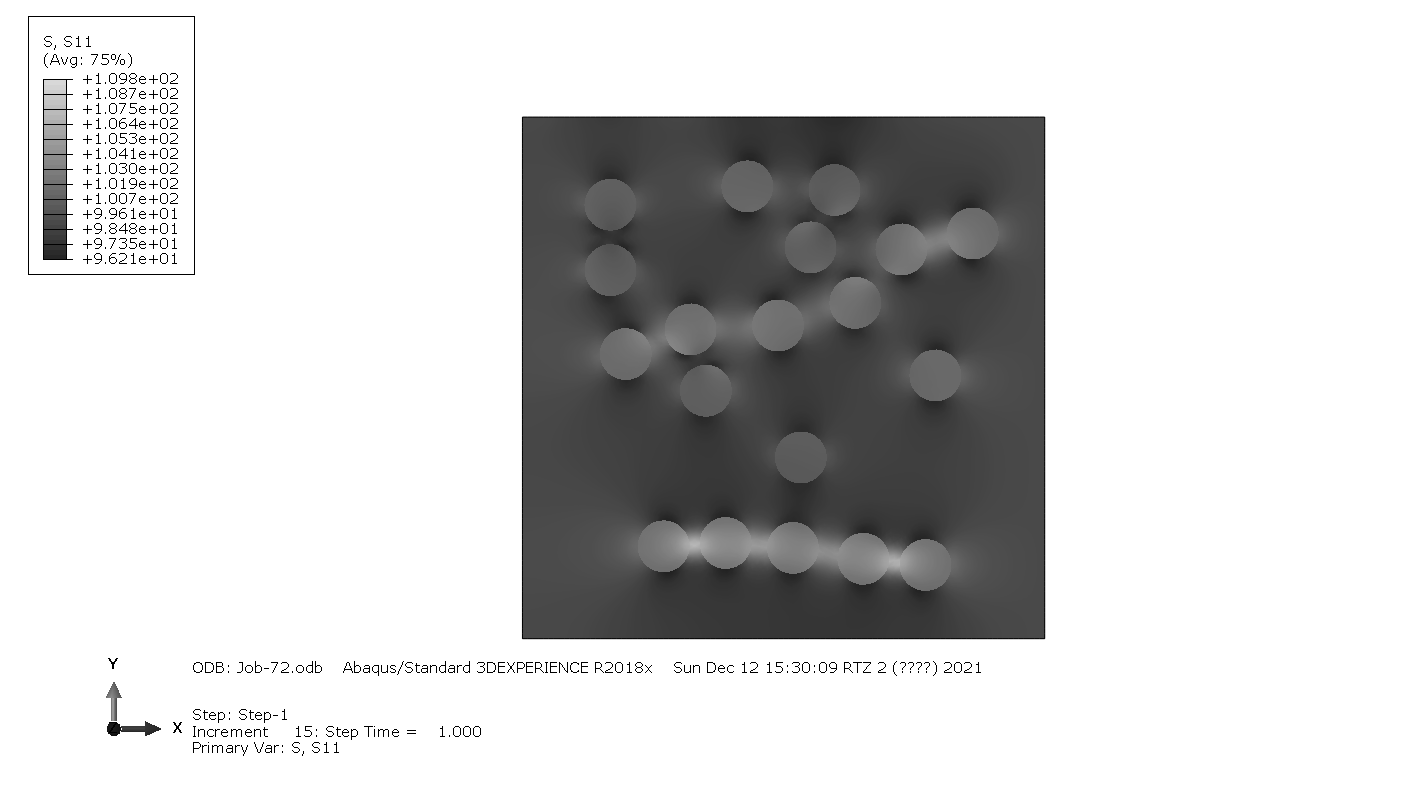 S, S11
(Avg: 75%)
+1.098e+02
+1.087e+02
+1.075e+02
+1.064e+02
+1.053e+02
+1.041e+02
+1.030e+02
+1.019e+02
+1.007e+02
+9.961e+01
+9.848e+01
+9.735e+01
+9.621e+01
Y
X
ODB: Job-72.odb    Abaqus/Standard 3DEXPERIENCE R2018x    Sun Dec 12 15:30:09 RTZ 2 (????) 2021
Step: Step-1
Increment     15: Step Time =    1.000
Primary Var: S, S11